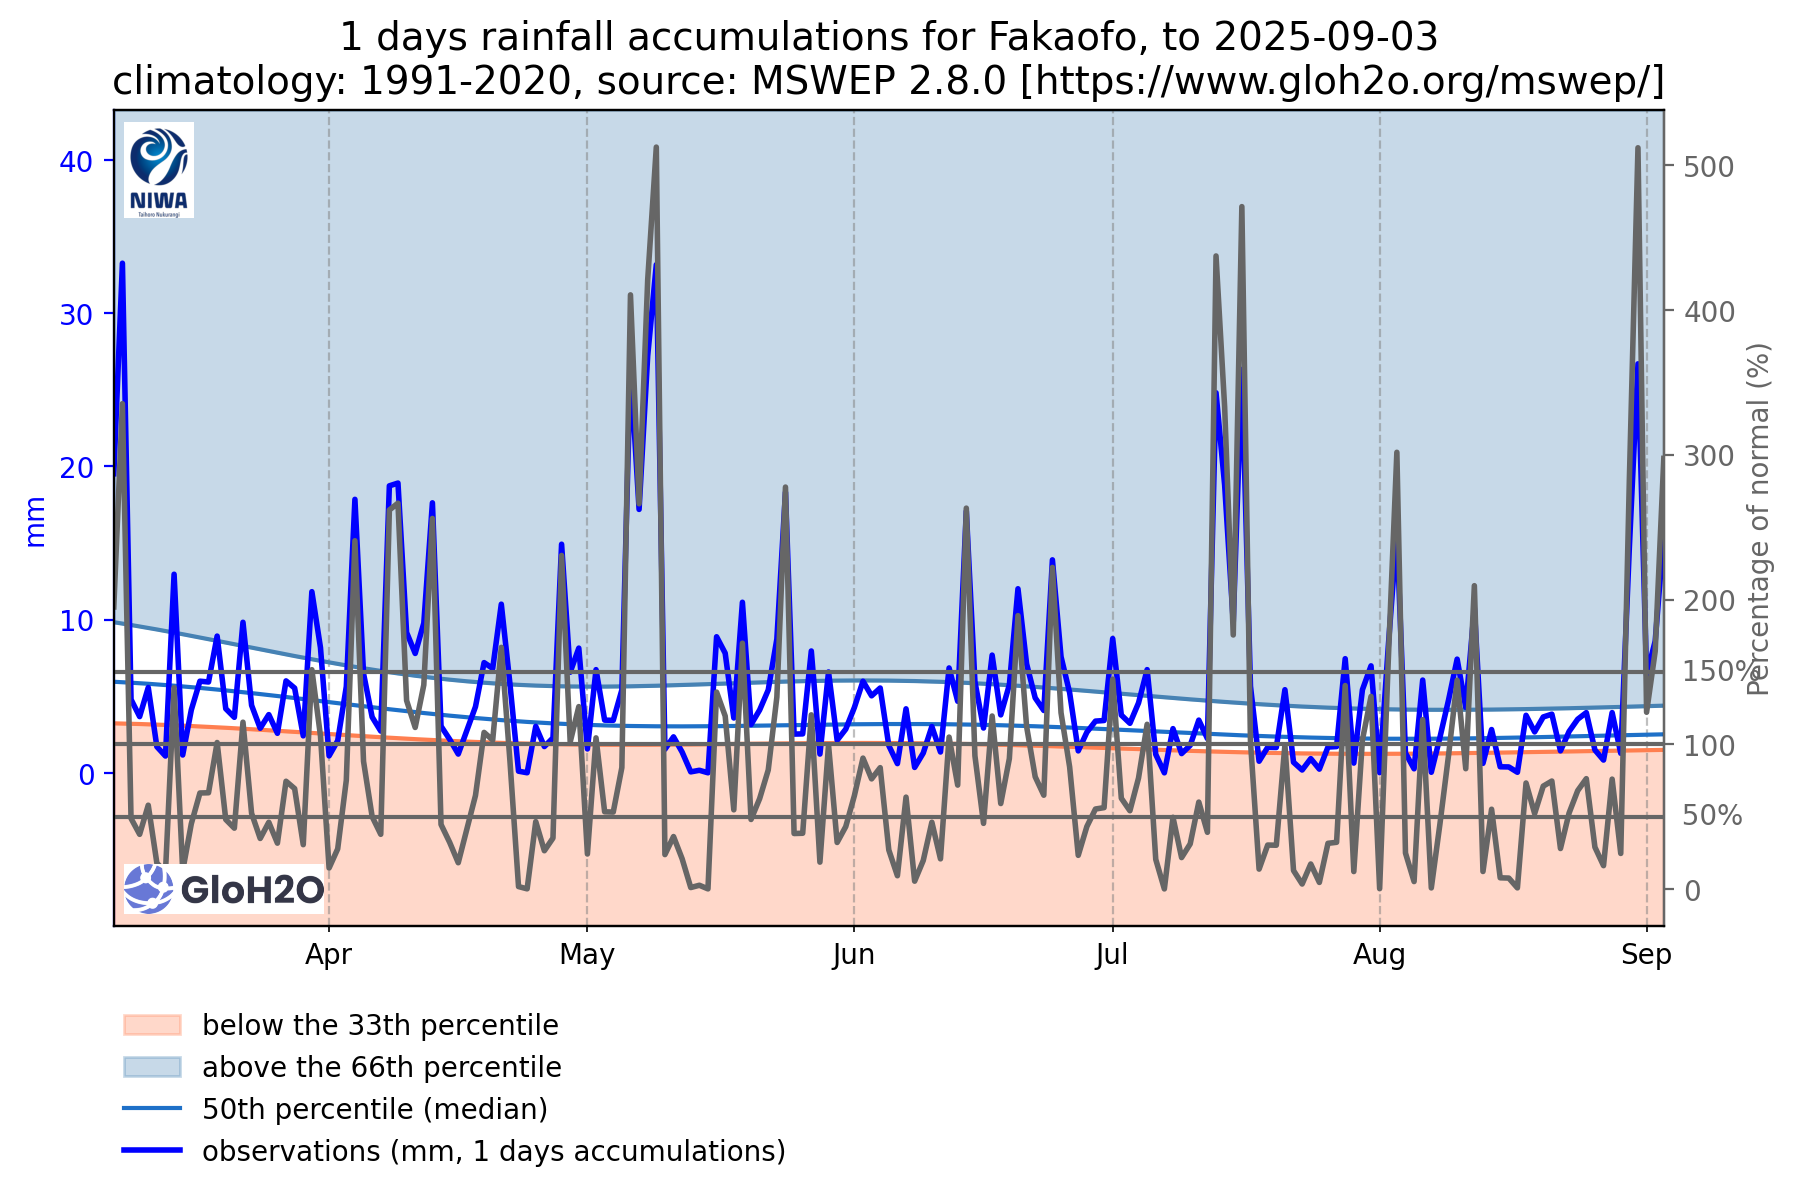 1 days rainfall accumulations for Fakaofo, to 2025-09-03
climatology: 1991-2020, source: MSWEP 2.8.0 [https://www.gloh2o.org/mswep/]
NIWA
Taihoro Nukurangi
40
30
20
10
0
mm
500
400
300
200
150%
100
50%
0
Percentage of normal (%)
GloH2O
Apr
May
Jun
Jul
Aug
Sep
below the 33th percentile
above the 66th percentile
50th percentile (median)
observations (mm, 1 days accumulations)